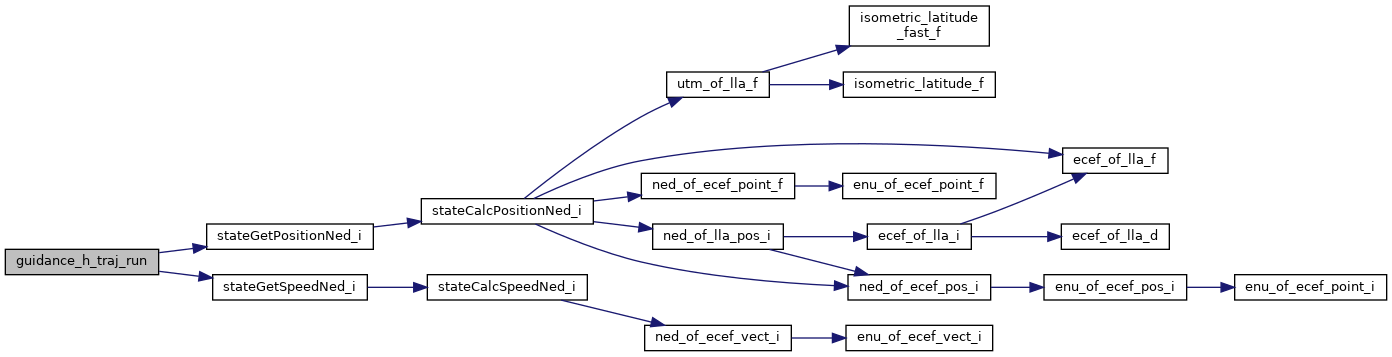 isometric_latitude
_fast_f
utm_of_lla_f
isometric_latitude_f
ecef_of_lla_f
ned_of_ecef_point_f
enu_of_ecef_point_f
stateCalcPositionNed_i
stateGetPositionNed_i
ned_of_lla_pos_i
ecef_of_lla_i
ecef_of_lla_d
guidance_h_traj_run
stateGetSpeedNed_i
stateCalcSpeedNed_i
ned_of_ecef_pos_i
enu_of_ecef_pos_i
enu_of_ecef_point_i
ned_of_ecef_vect_i
enu_of_ecef_vect_i